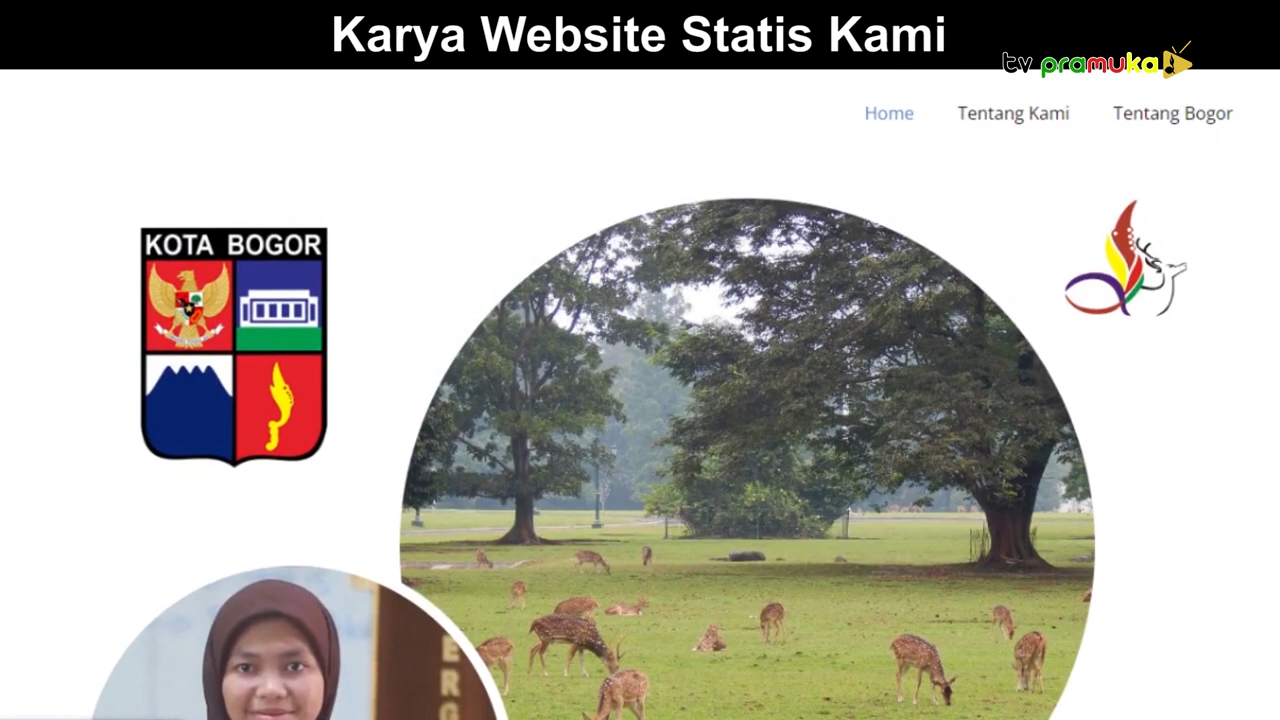 Karya Website Statis Kami
tv pramuka
Home Tentang Kami Tentang Bogor
KOTA BOGOR
E
R